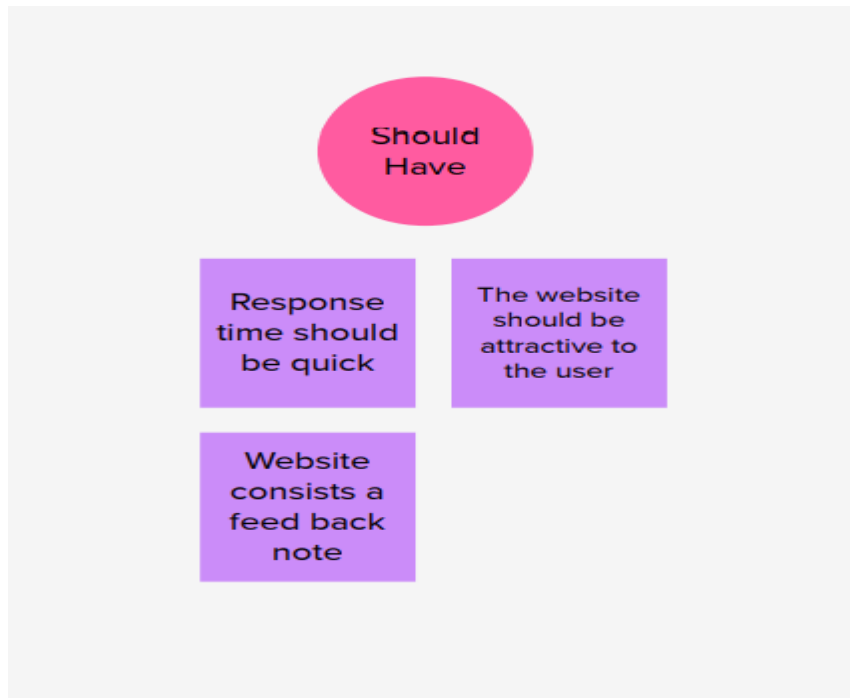 Should
Have
Response
time should
be quick
The website
should be
attractive to
the user
Website
consists a
feed back
note